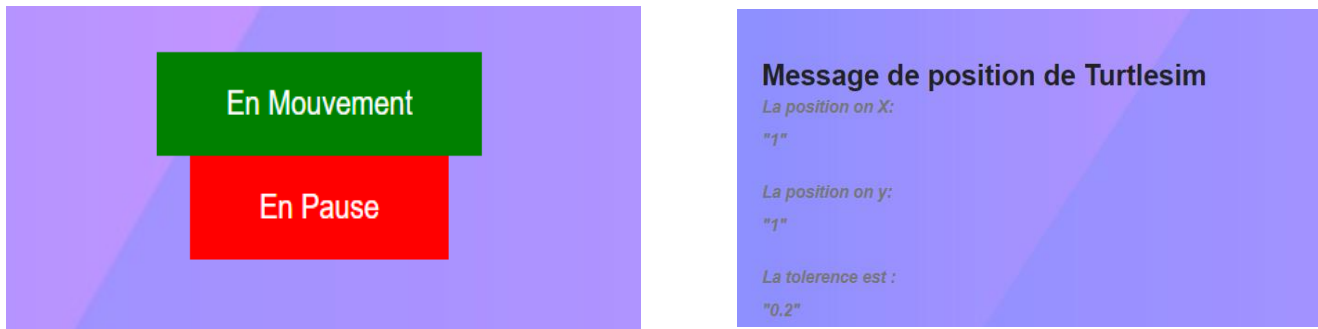 En Mouvement
En Pause
Message de position de Turtlesim
La position on X:
"1"
La position on y:
"1"
La tolerence est :
"0.2"